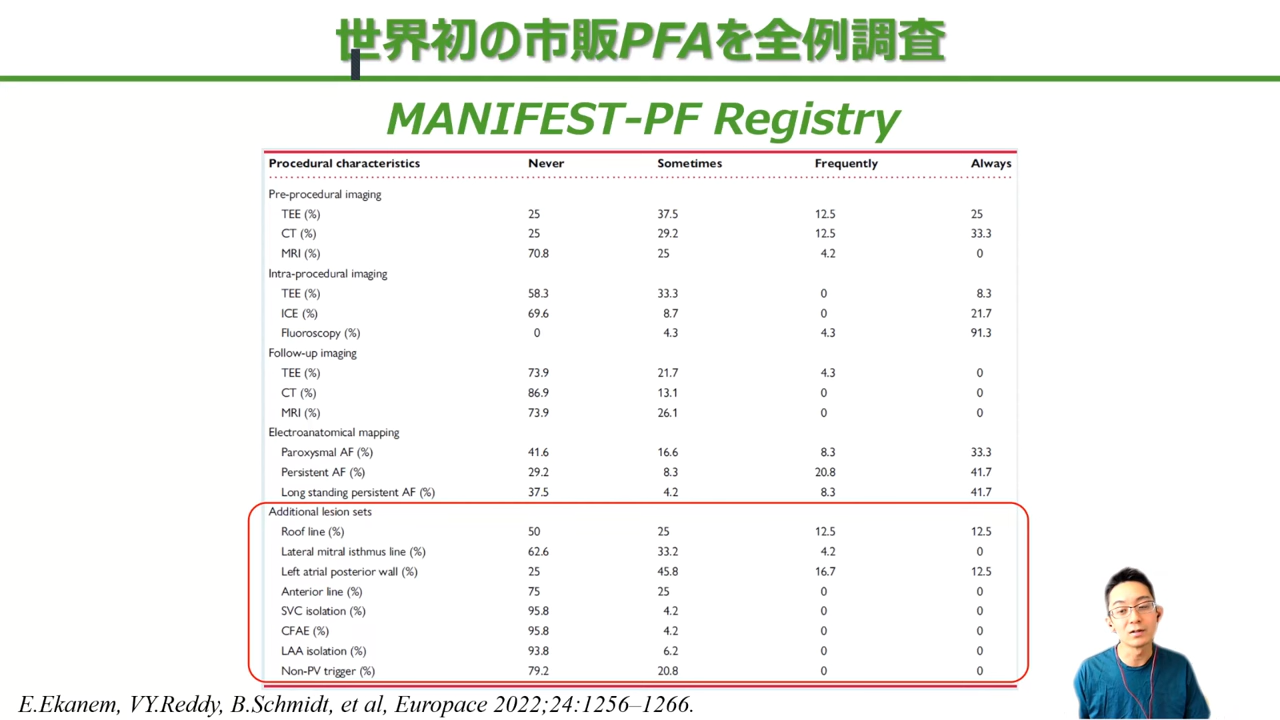 世界初の市販PFAを全例調査
MANIFEST-PF Registry
Procedural characteristics Never Sometimes Frequently Always
Pre-procedural imaging
TEE (%) 25 37.5 12.5 25
CT (%) 25 29.2 12.5 33.3
MRI (%) 70.8 25 4.2 0
Intra-procedural imaging
TEE (%) 58.3 33.3 0 8.3
ICE (%) 69.6 8.7 0 21.7
Fluoroscopy (%) 0 4.3 4.3 91.3
Follow-up imaging
TEE (%) 73.9 21.7 4.3 0
CT (%) 86.9 13.1 0 0
MRI (%) 73.9 26.1 0 0
Electroanatomical mapping
Paroxysmal AF (%) 41.6 16.6 8.3 33.3
Persistent AF (%) 29.2 8.3 20.8 41.7
Long standing persistent AF (%) 37.5 4.2 8.3 41.7
Additional lesion sets
Roof line (%) 50 25 12.5 12.5
Lateral mitral isthmus line (%) 62.6 33.2 4.2 0
Left atrial posterior wall (%) 25 45.8 16.7 12.5
Anterior line (%) 75 25 0 0
SVC isolation (%) 95.8 4.2 0 0
CFAE (%) 95.8 4.2 0 0
LAA isolation (%) 93.8 6.2 0 0
Non-PV trigger (%) 79.2 20.8 0 0
E.Ekanem, VY.Reddy, B.Schmidt, et al, Europace 2022;24:1256–1266.